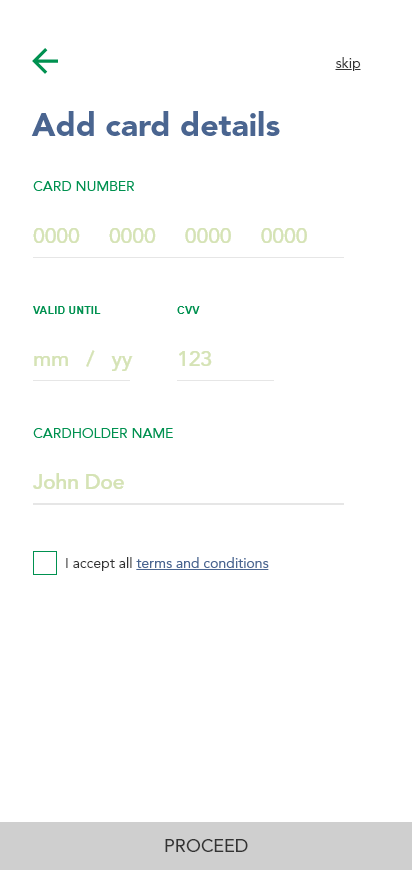 skip
Add card details
CARD NUMBER
0000 0000 0000 0000
VALID UNTIL CVV
mm / yy 123
CARDHOLDER NAME
John Doe
I accept all terms and conditions
PROCEED